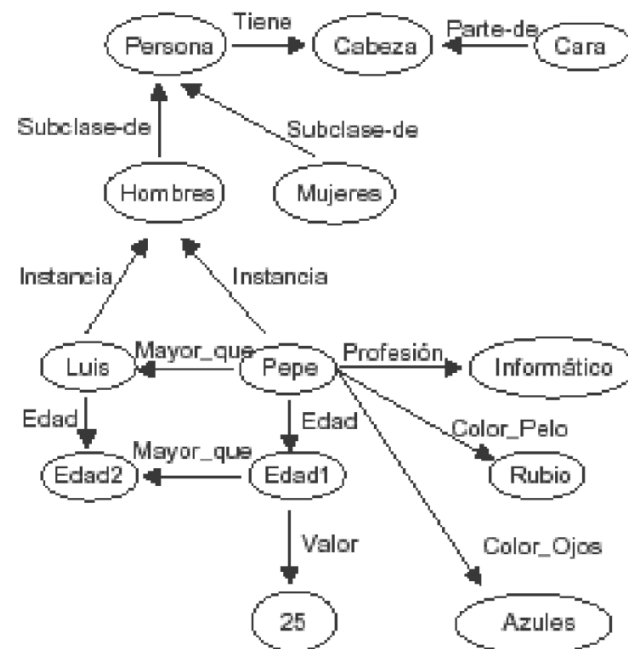 Tiene
Persona
Cabeza
Parte-de
Cara
Subclase-de
Subclase-de
Hombres
Mujeres
Instancia
Instancia
Luis
Mayor_que
Pepe
Profesión
Informático
Edad
Edad
Color_Pelo
Edad2
Mayor_que
Edad1
Rubio
Valor
Color_Ojos
25
Azules